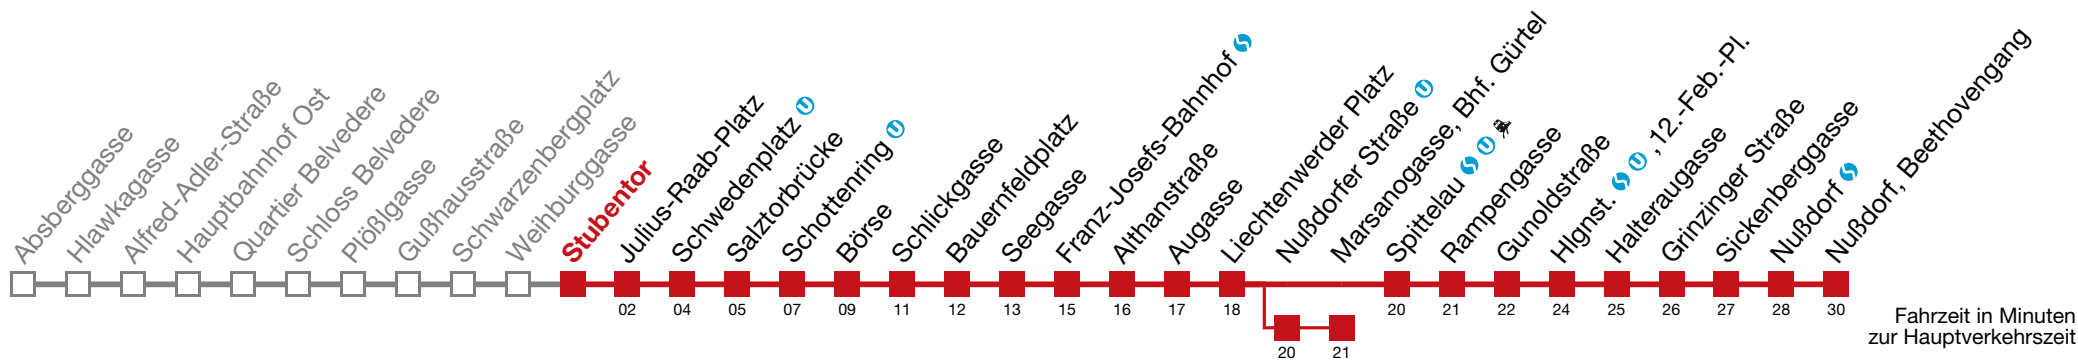 Absberggasse
Hlawkagasse
Alfred-Adler-Straße
Hauptbahnhof Ost
Quartier Belvedere
Schloss Belvedere
Plößlgasse
Gußhausstraße
Schwarzenbergplatz
Weihburggasse
Stubentor
Julius-Raab-Platz
Schwedenplatz U
Salztorbrücke
Schottenring U
Börse
Schlickgasse
Bauernfeldplatz
Seegasse
Franz-Josefs-Bahnhof S
Althanstraße
Augasse
Liechtenwerder Platz
Nußdorfer Straße U
Marsanogasse, Bhf. Gürtel
Spittelau S U
Rampengasse
Gunoldstraße
Hlgnst. S U , 12.-Feb.-Pl.
Halteraugasse
Grinzinger Straße
Sickenberggasse
Nußdorf S
Nußdorf, Beethovengang
02 04 05 07 09 11 12 13 15 16 17 18 20 21 22 24 25 26 27 28 30
20 21
Fahrzeit in Minuten
zur Hauptverkehrszeit